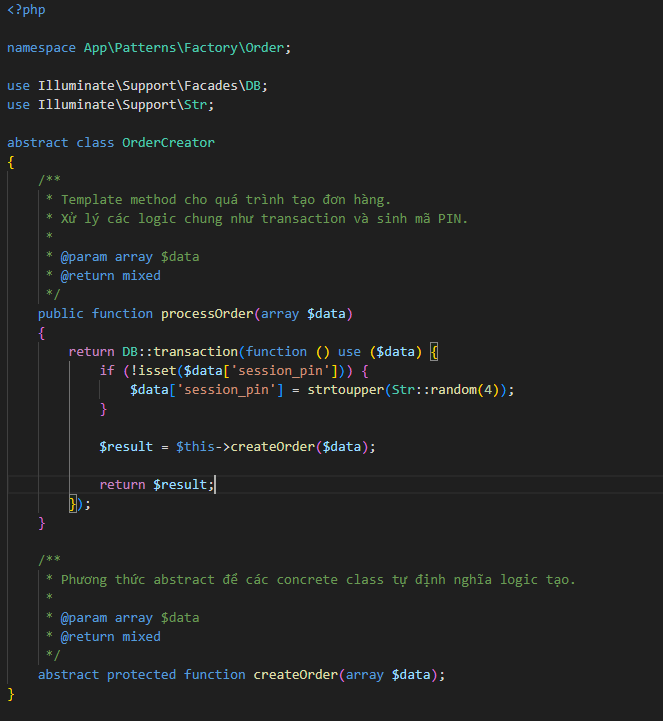 <?php
namespace App\Patterns\Factory\Order;
use Illuminate\Support\Facades\DB;
use Illuminate\Support\Str;
abstract class OrderCreator
{
    /**
     * Template method cho quá trình tạo đơn hàng.
     * Xử lý các logic chung như transaction và sinh mã PIN.
     *
     * @param array $data
     * @return mixed
     */
    public function processOrder(array $data)
    {
        return DB::transaction(function () use ($data) {
            if (!isset($data['session_pin'])) {
                $data['session_pin'] = strtoupper(Str::random(4));
            }
            $result = $this->createOrder($data);
            return $result;
        });
    }
    /**
     * Phương thức abstract để các concrete class tự định nghĩa logic tạo.
     *
     * @param array $data
     * @return mixed
     */
    abstract protected function createOrder(array $data);
}